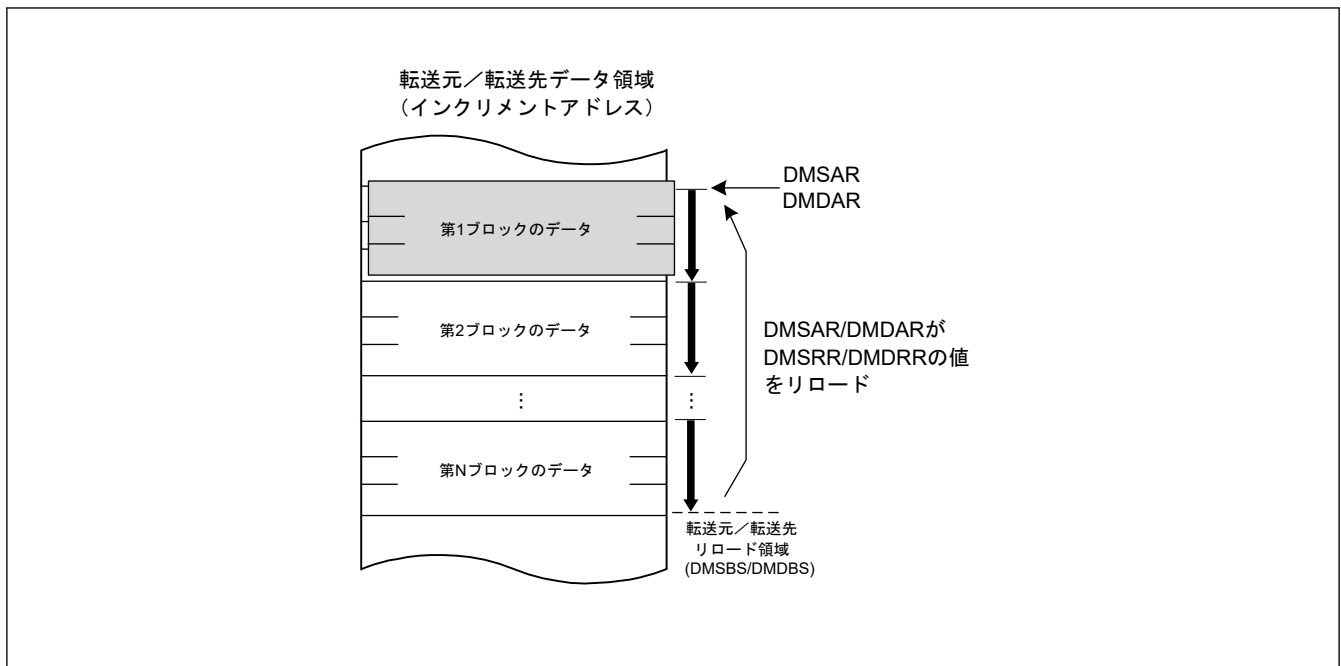 転送元／転送先データ領域
（インクリメントアドレス）
DMSAR
DMDAR
第1ブロックのデータ
第2ブロックのデータ
DMSAR/DMDARが
DMSRR/DMDRRの値
をリロード
⋮
⋮
第Nブロックのデータ
転送元／転送先
リロード領域
(DMSBS/DMDBS)